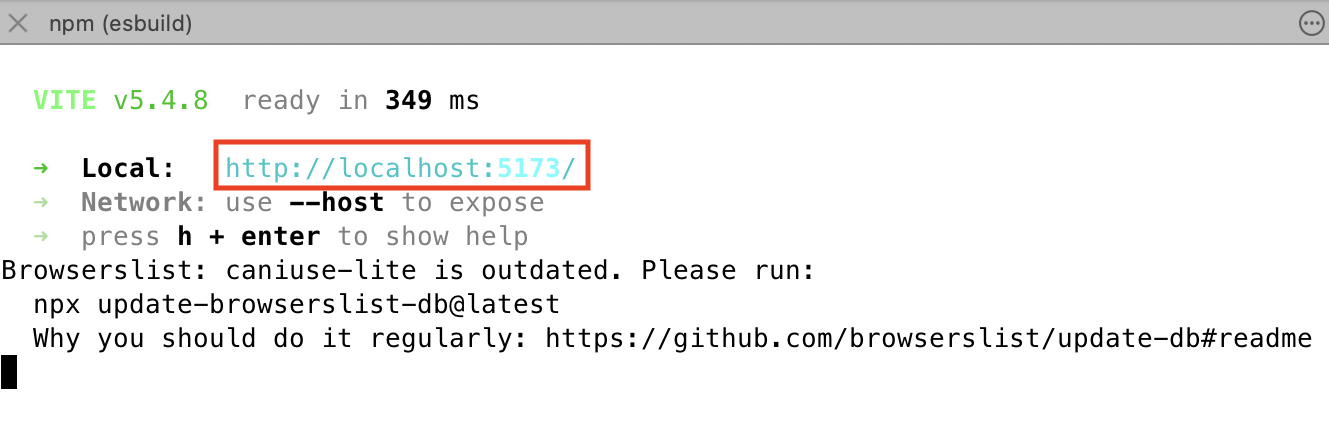 npm (esbuild)
VITE v5.4.8 ready in 349 ms
➜ Local: http://localhost:5173/
➜ Network: use --host to expose
➜ press h + enter to show help
Browserslist: caniuse-lite is outdated. Please run:
npx update-browserslist-db@latest
Why you should do it regularly: https://github.com/browserslist/update-db#readme